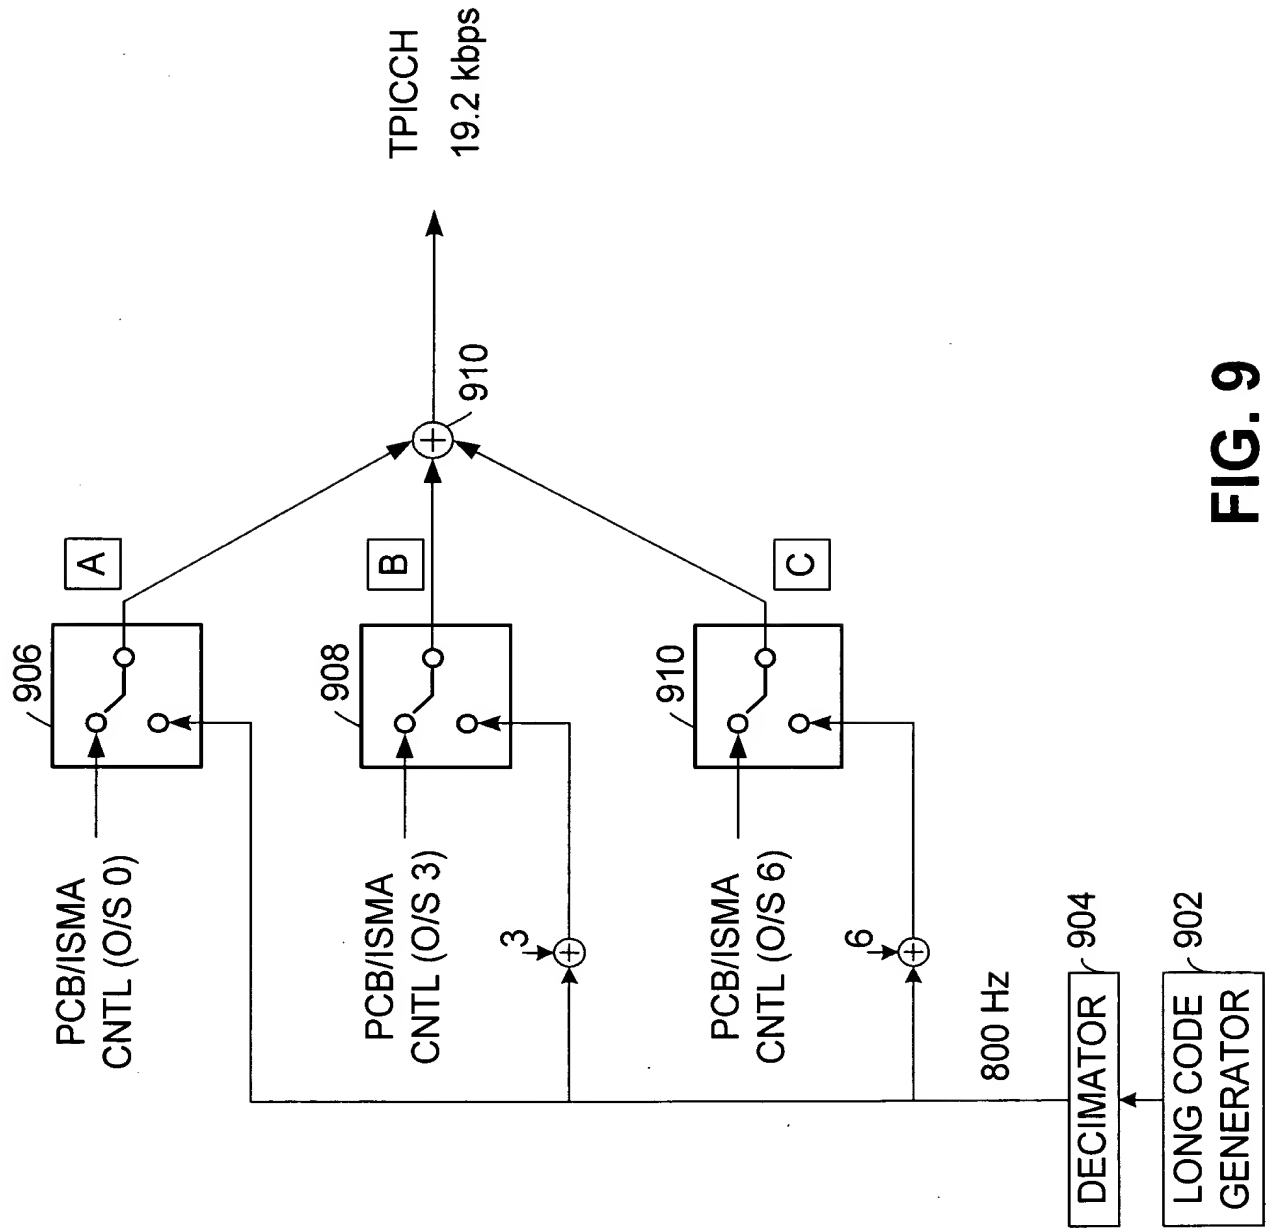 TPICCH
19.2 kbps
910
A
B
C
906
908
910
PCB/ISMA
CNTL (O/S 0)
PCB/ISMA
CNTL (O/S 3)
PCB/ISMA
CNTL (O/S 6)
3
6
800 Hz
DECIMATOR
904
LONG CODE
GENERATOR
902
FIG. 9